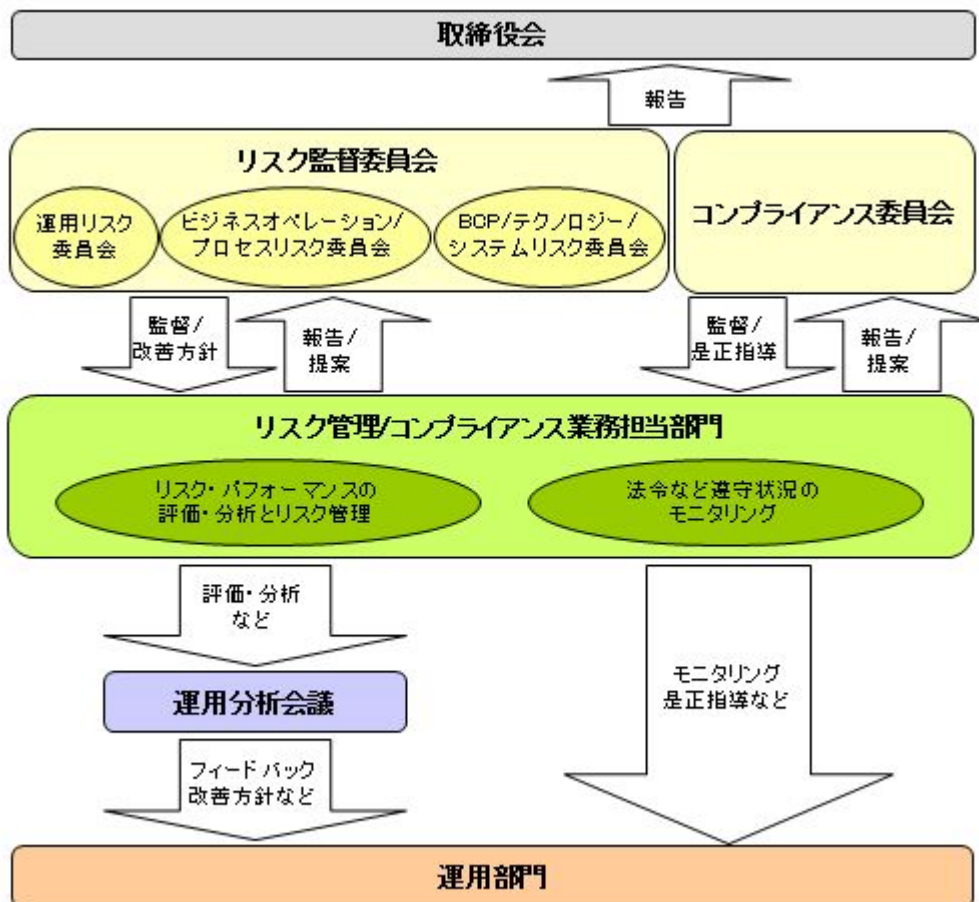 取締役会
報告
リスク監督委員会
運用リスク
委員会
ビジネスオペレーション/
プロセスリスク委員会
BCP/テクノロジー/
システムリスク委員会
コンプライアンス委員会
監督/
改善方針
報告/
提案
監督/
是正指導
報告/
提案
リスク管理/コンプライアンス業務担当部門
リスク・パフォーマンスの
評価・分析とリスク管理
法令など遵守状況の
モニタリング
評価・分析
など
運用分析会議
モニタリング
是正指導など
フィードバック
改善方針など
運用部門